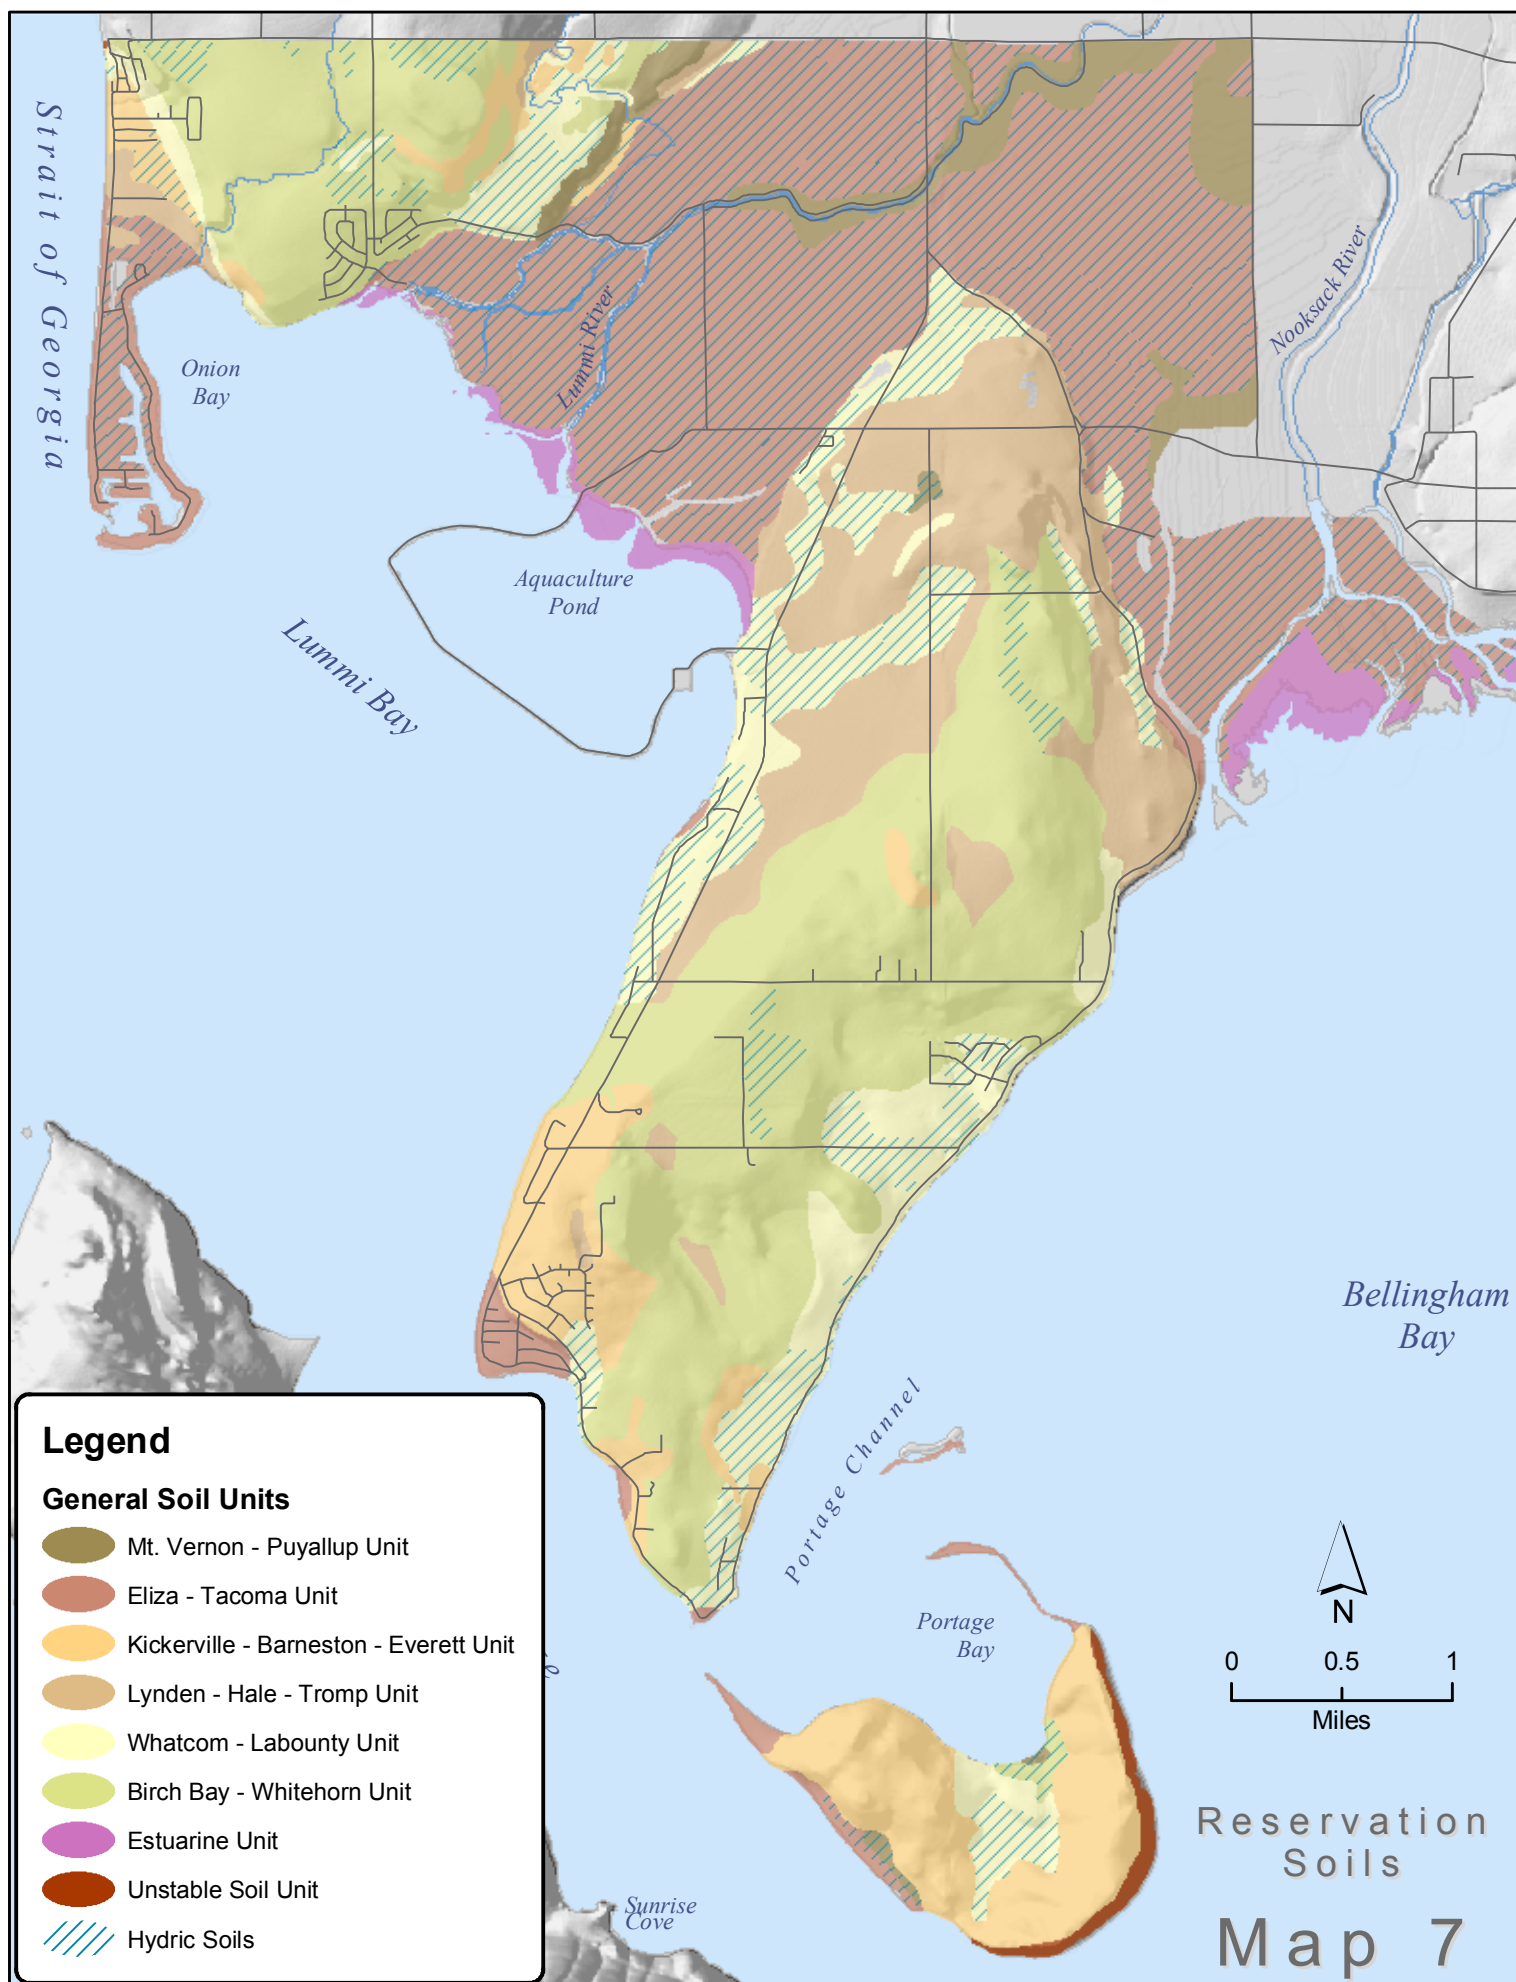 Strait of Georgia
Onion
Bay
Lummi River
Nooksack River
Aquaculture
Pond
Lummi Bay
Bellingham
Bay
Portage Channel
Portage
Bay
Sunrise
Cove
Legend
General Soil Units
Mt. Vernon - Puyallup Unit
Eliza - Tacoma Unit
Kickerville - Barneston - Everett Unit
Lynden - Hale - Tromp Unit
Whatcom - Labounty Unit
Birch Bay - Whitehorn Unit
Estuarine Unit
Unstable Soil Unit
Hydric Soils
N
0 0.5 1
Miles
Reservation
Soils
Map 7